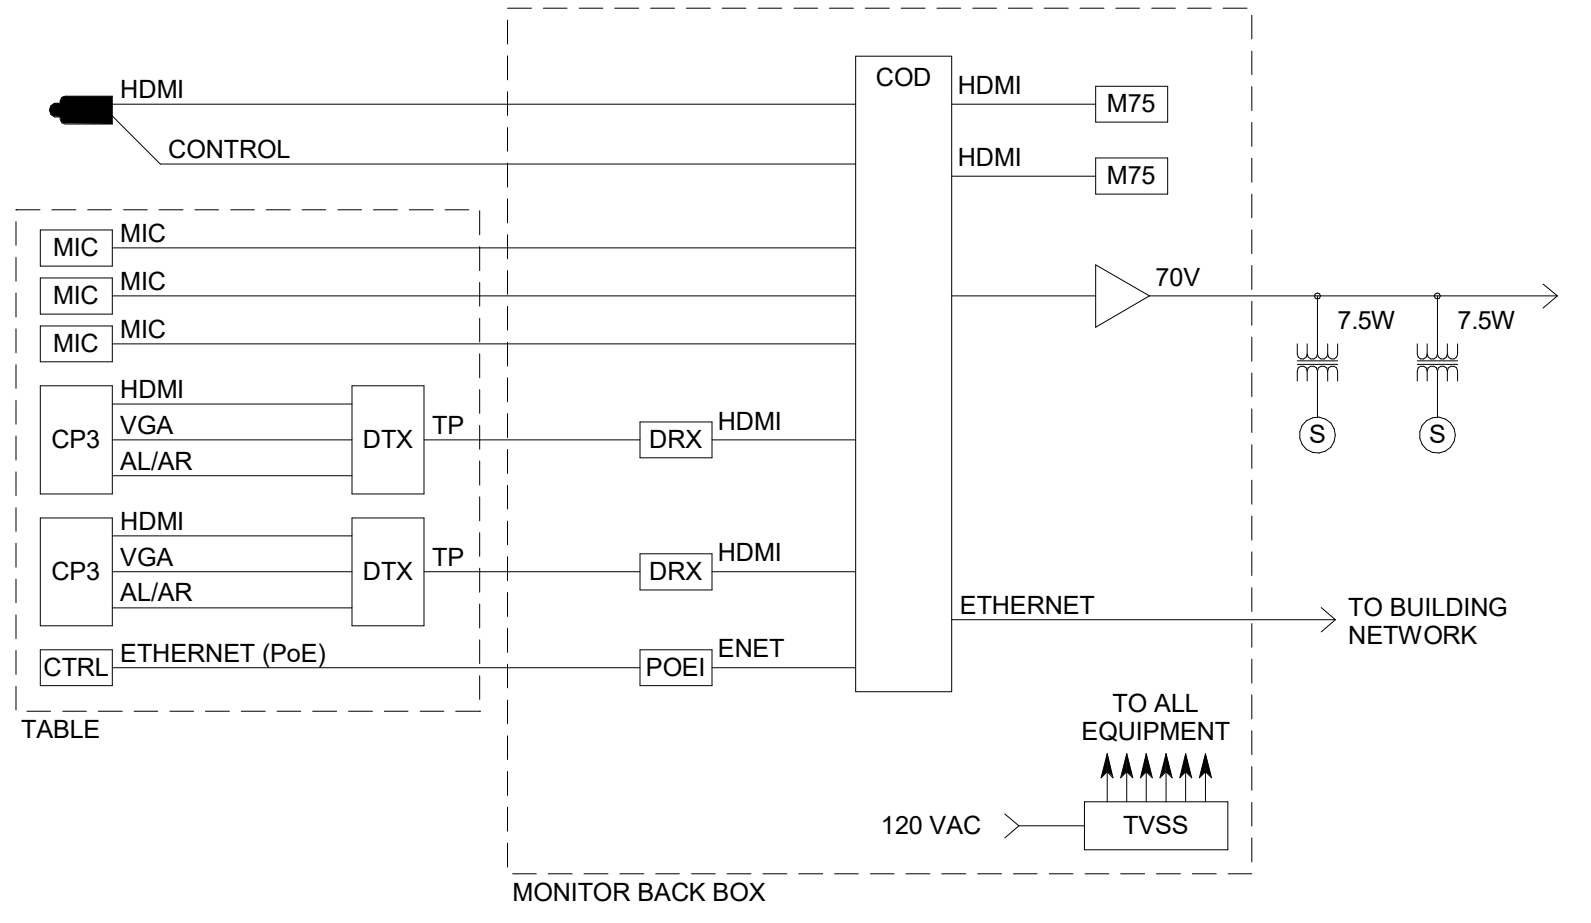 HDMI
COD
HDMI
M75
CONTROL
HDMI
M75
MIC
MIC
MIC
MIC
MIC
MIC
70V
7.5W
7.5W
S
S
HDMI
VGA
AL/AR
CP3
DTX
TP
DRX
HDMI
HDMI
VGA
AL/AR
CP3
DTX
TP
DRX
HDMI
ETHERNET
TO BUILDING
NETWORK
CTRL
ETHERNET (PoE)
POEI
ENET
TABLE
TO ALL
EQUIPMENT
120 VAC
TVSS
MONITOR BACK BOX